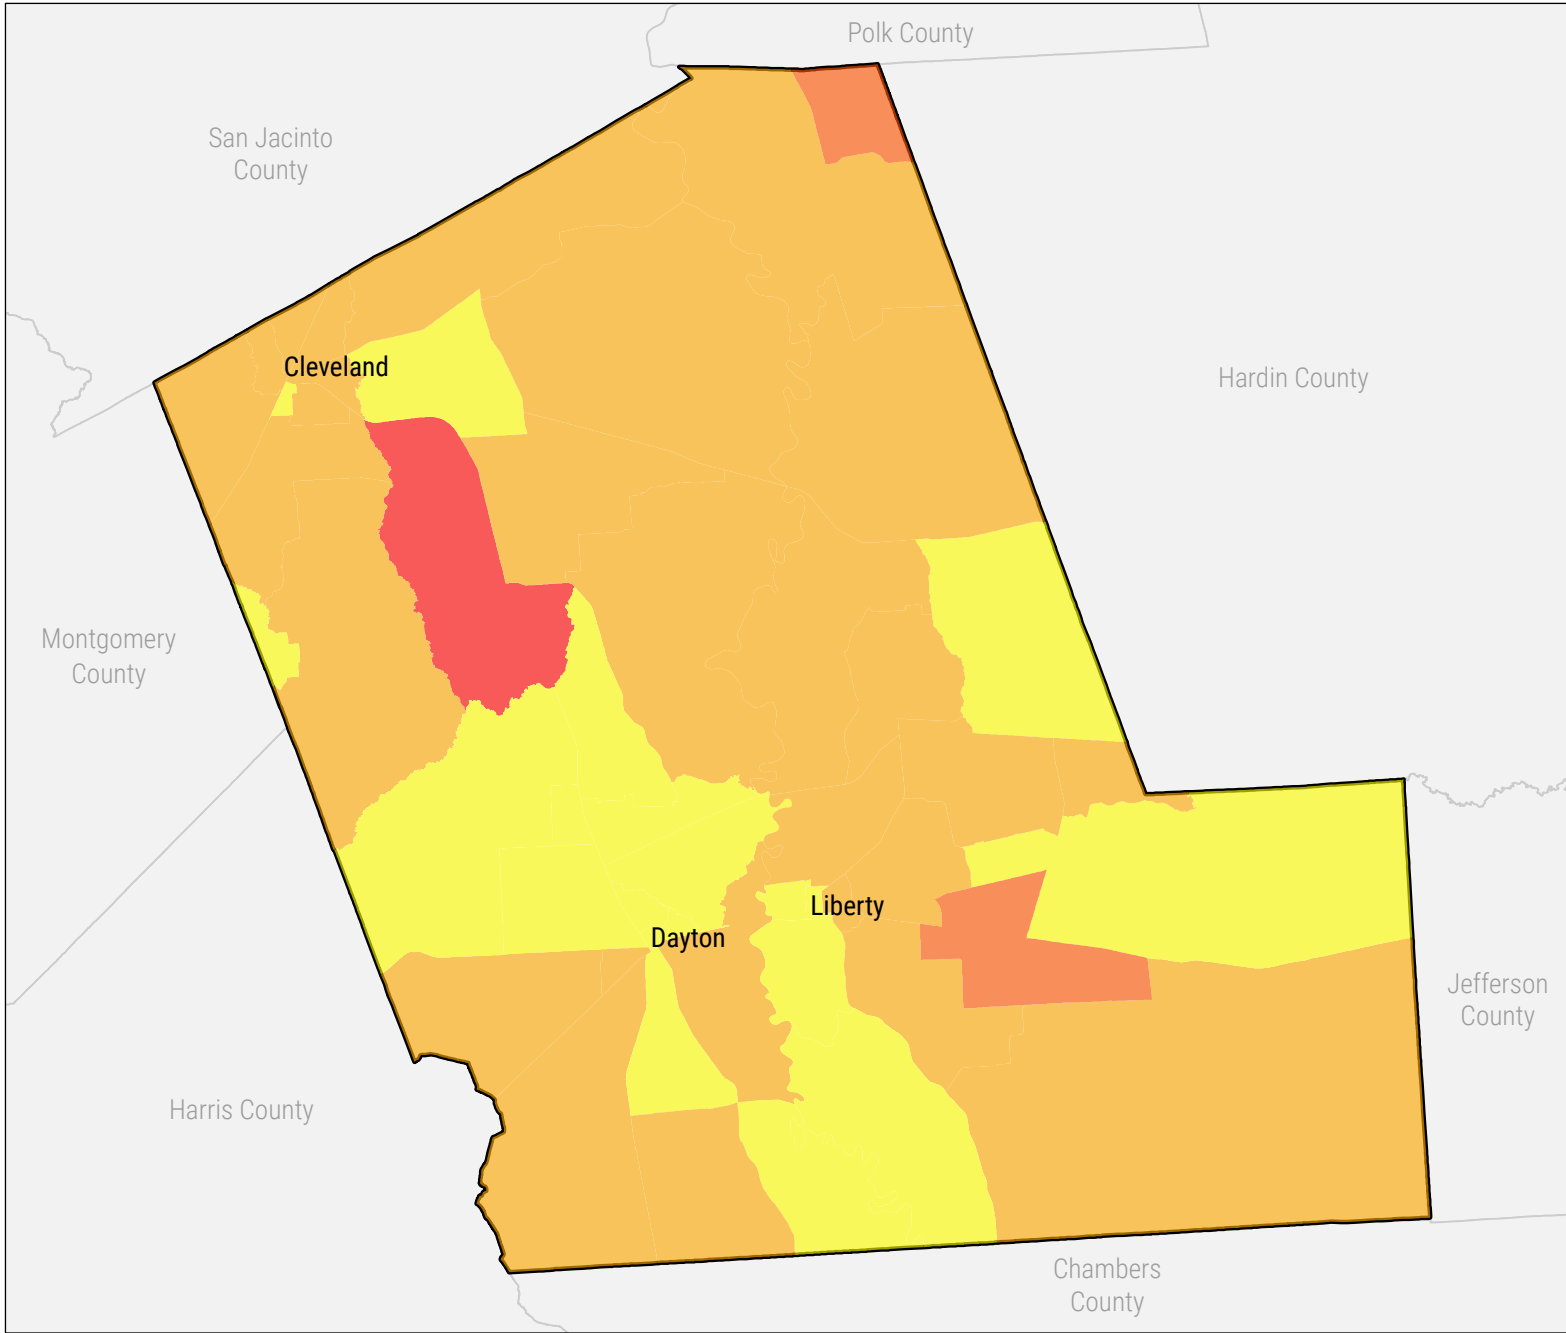 Polk County
San Jacinto
County
Cleveland
Hardin County
Montgomery
County
Liberty
Dayton
Jefferson
County
Harris County
Chambers
County